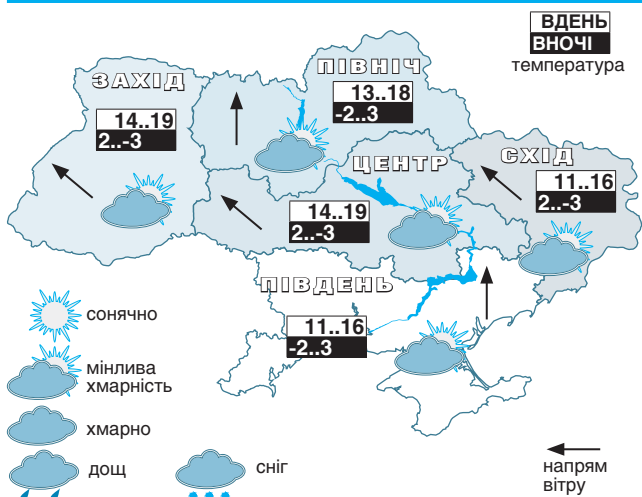 ВДЕНЬ
ВНОЧІ
температура
ЗАХІД
14..19
2..-3
ПІВНІЧ
13..18
-2..3
ЦЕНТР
14..19
2..-3
СХІД
11..16
2..-3
ПІВДЕНЬ
11..16
-2..3
сонячно
мінлива
хмарність
хмарно
дощ
сніг
напрям
вітру